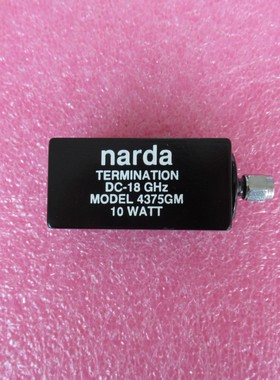 narda
TERMINATION
DC-18 GHz
MODEL 4375GM
10 WATT